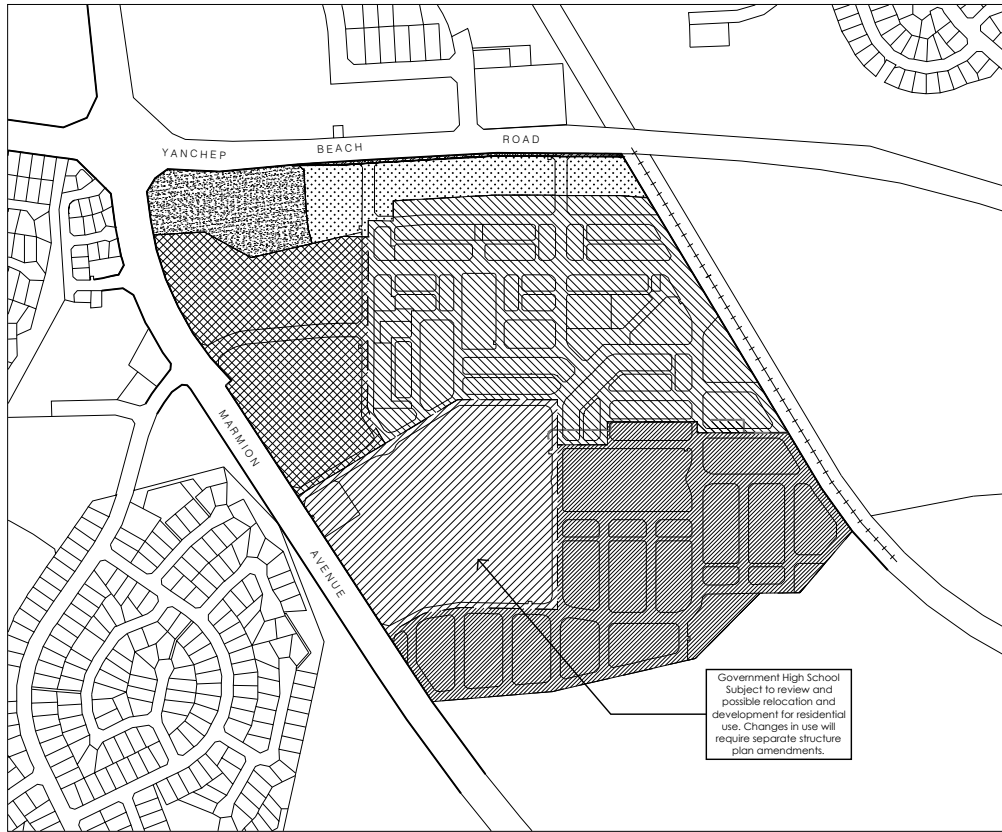 YANCHEP BEACH ROAD
MARMION AVENUE
Government High School
Subject to review and
possible relocation and
development for residential
use. Changes in use will
require separate structure
plan amendments.